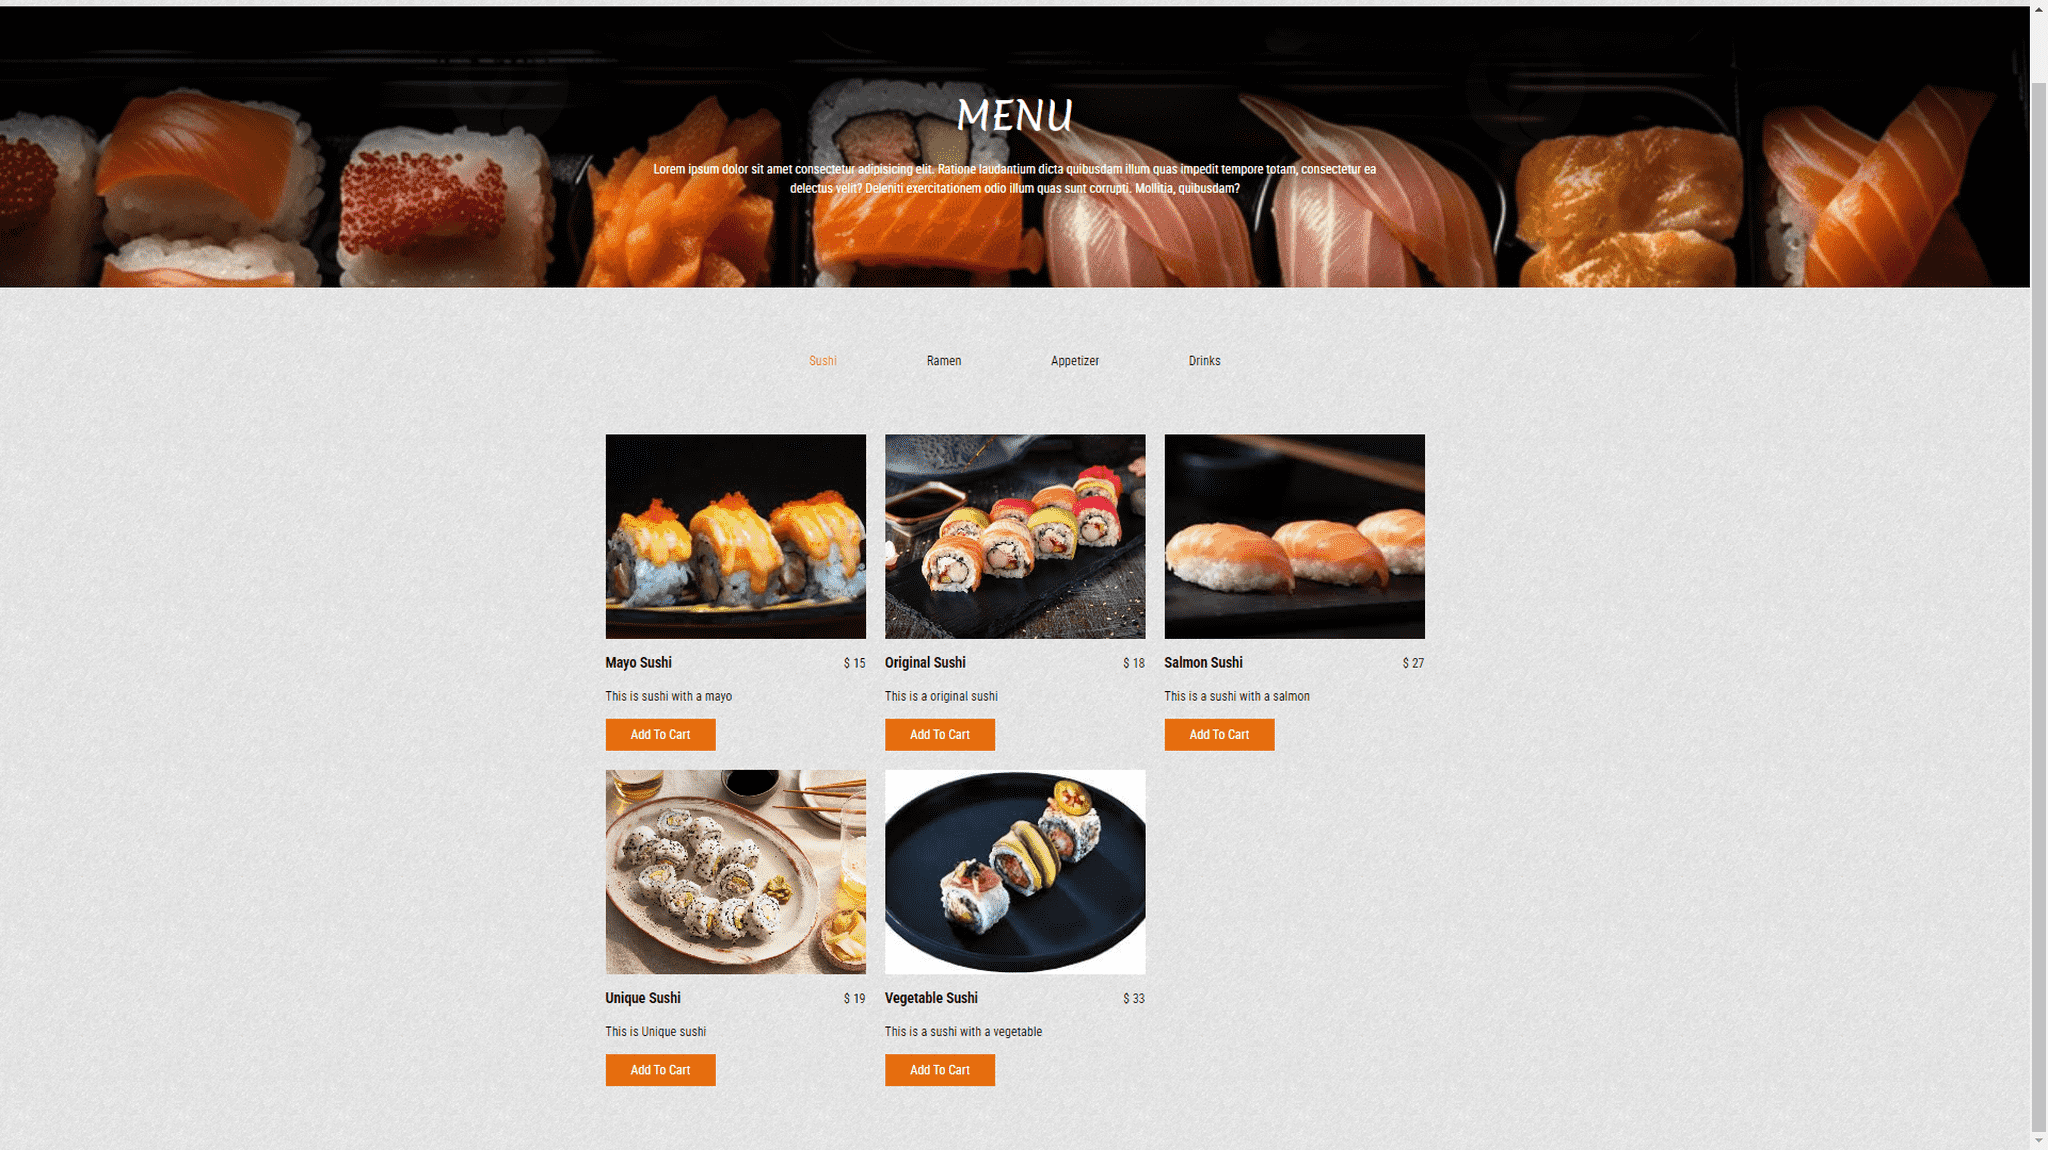 MENU
Lorem ipsum dolor sit amet consectetur adipisicing elit. Ratione laudantium dicta quibusdam illum quas impedit tempore totam, consectetur ea
delectus velit? Deleniti exercitationem odio illum quas sunt corrupti. Mollitia, quibusdam?
Sushi Ramen Appetizer Drinks
Mayo Sushi $ 15
This is sushi with a mayo
Add To Cart
Original Sushi $ 18
This is a original sushi
Add To Cart
Salmon Sushi $ 27
This is a sushi with a salmon
Add To Cart
Unique Sushi $ 19
This is Unique sushi
Add To Cart
Vegetable Sushi $ 33
This is a sushi with a vegetable
Add To Cart